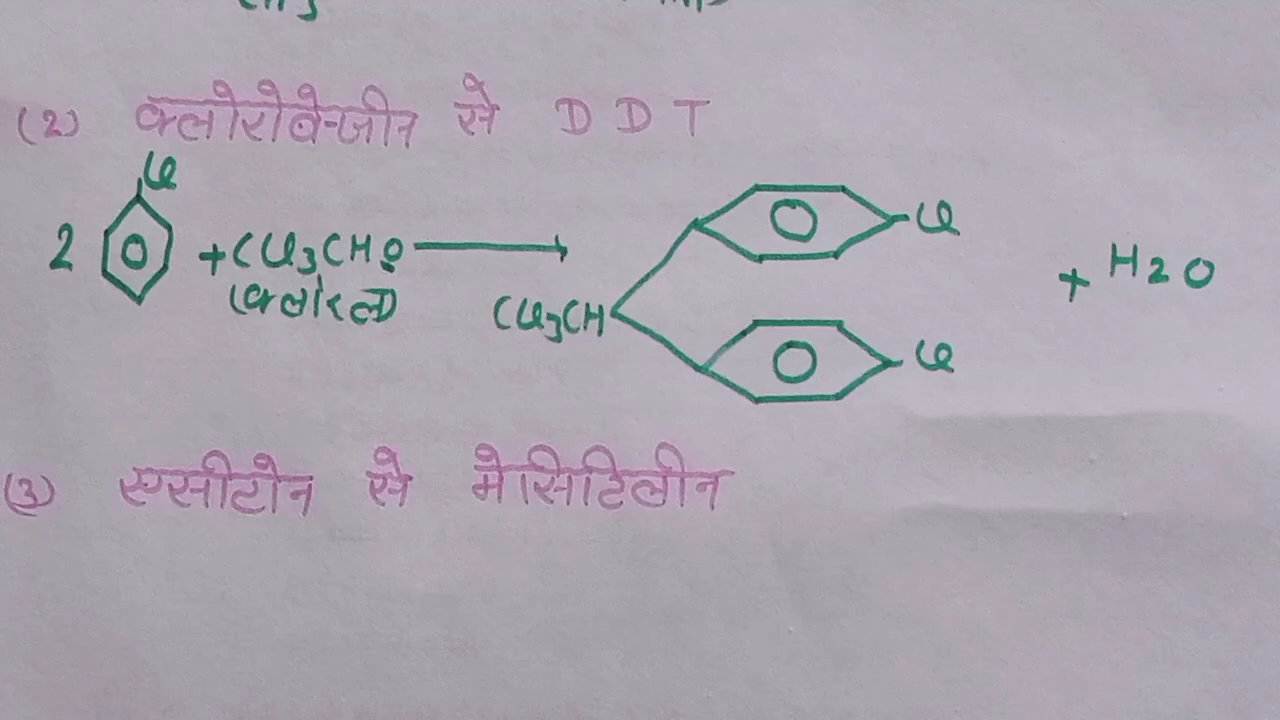 (2) क्लोरोबेन्जीन से DDT
Cl
2 + CCl3CHO
(क्लोरल)
CCl3CH
Cl
Cl
+ H2O
(3) एसीटोन से मेसिटिलीन